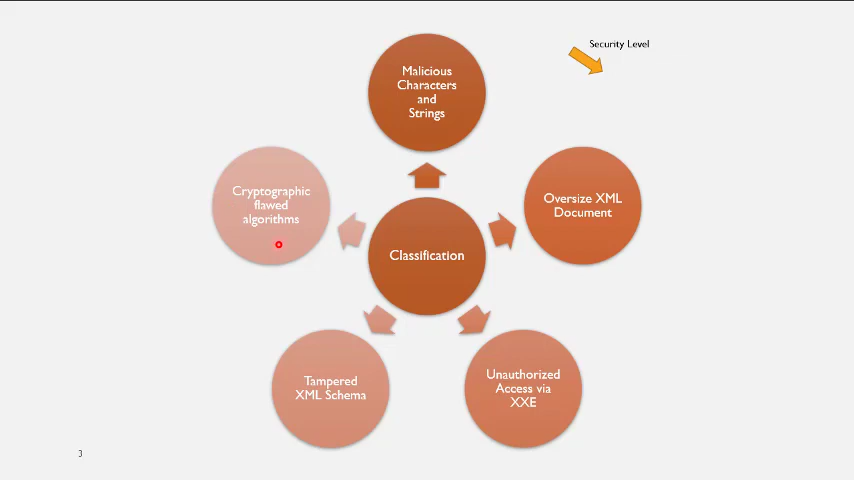 Security Level
Malicious
Characters
and
Strings
Cryptographic
flawed
algorithms
Oversize XML
Document
Classification
Tampered
XML Schema
Unauthorized
Access via
XXE
3